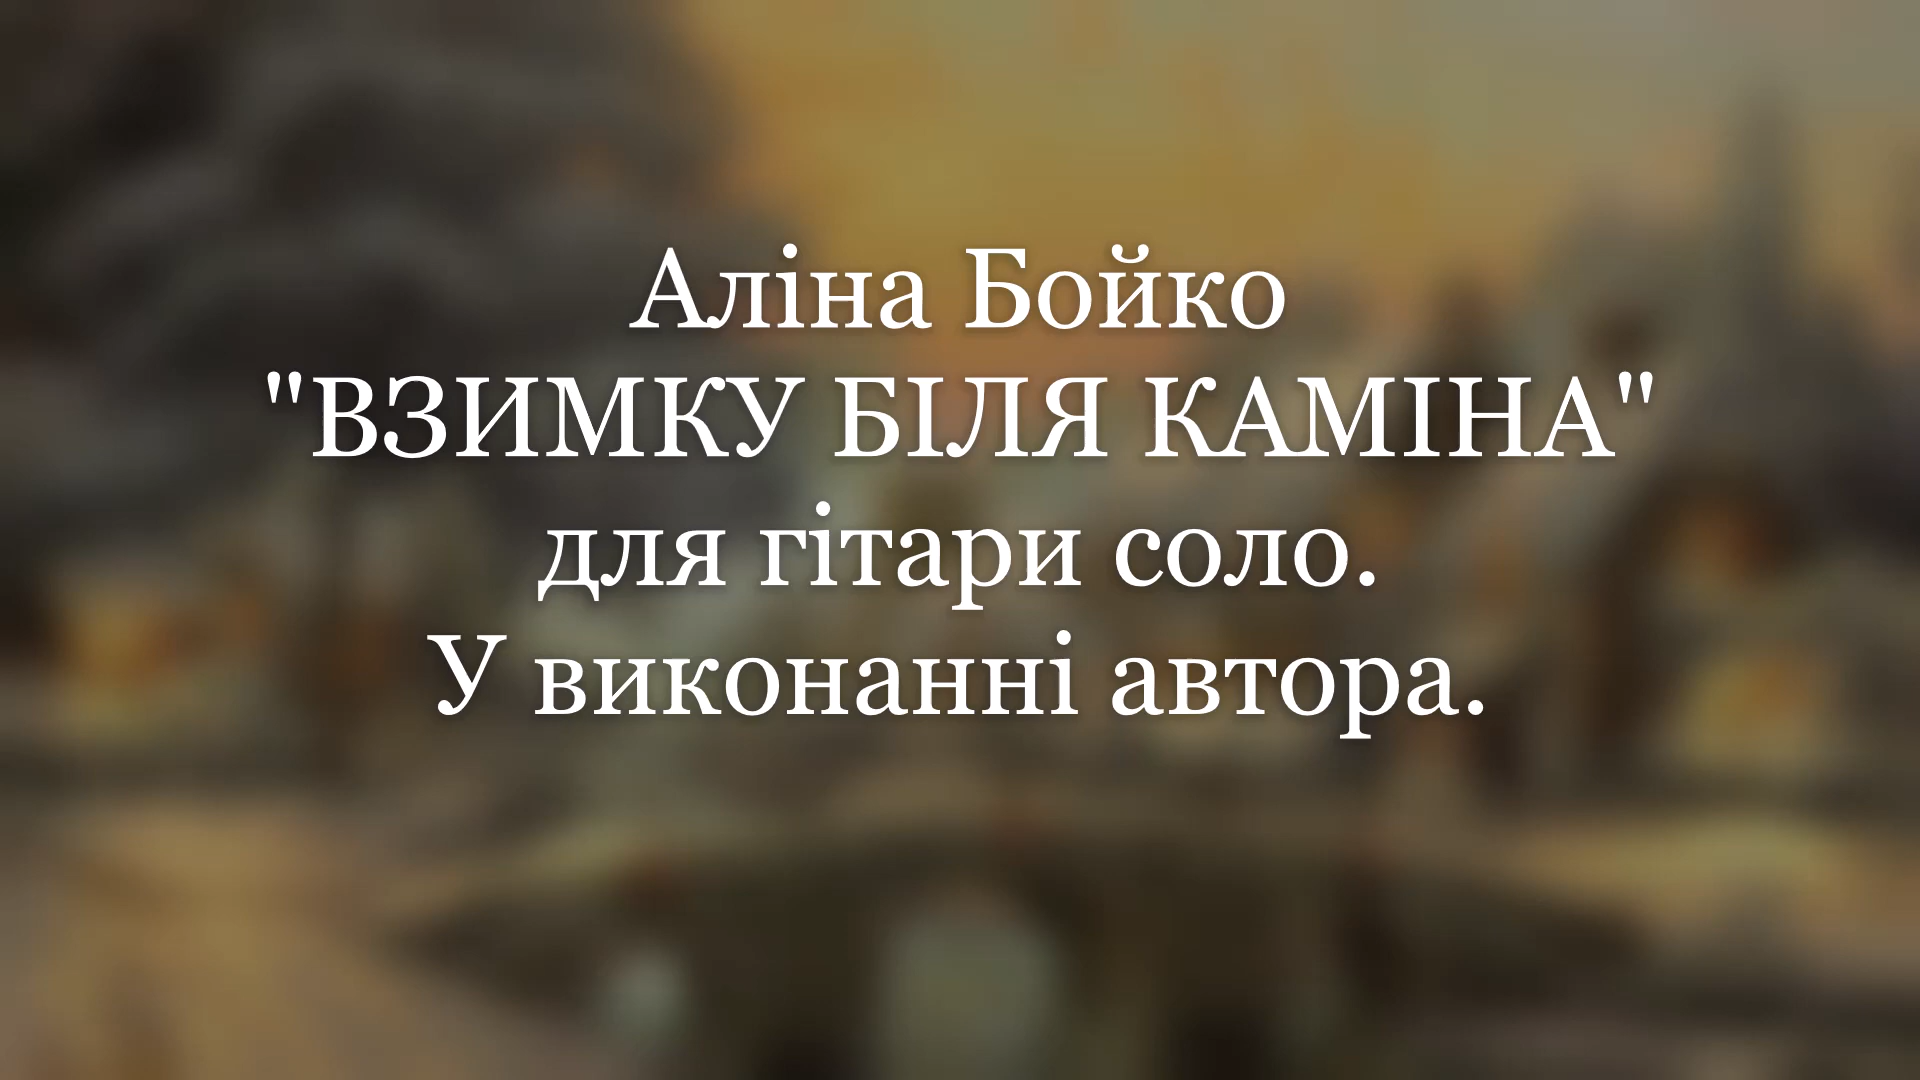 Аліна Бойко
"ВЗИМКУ БІЛЯ КАМІНА"
для гітари соло.
У виконанні автора.